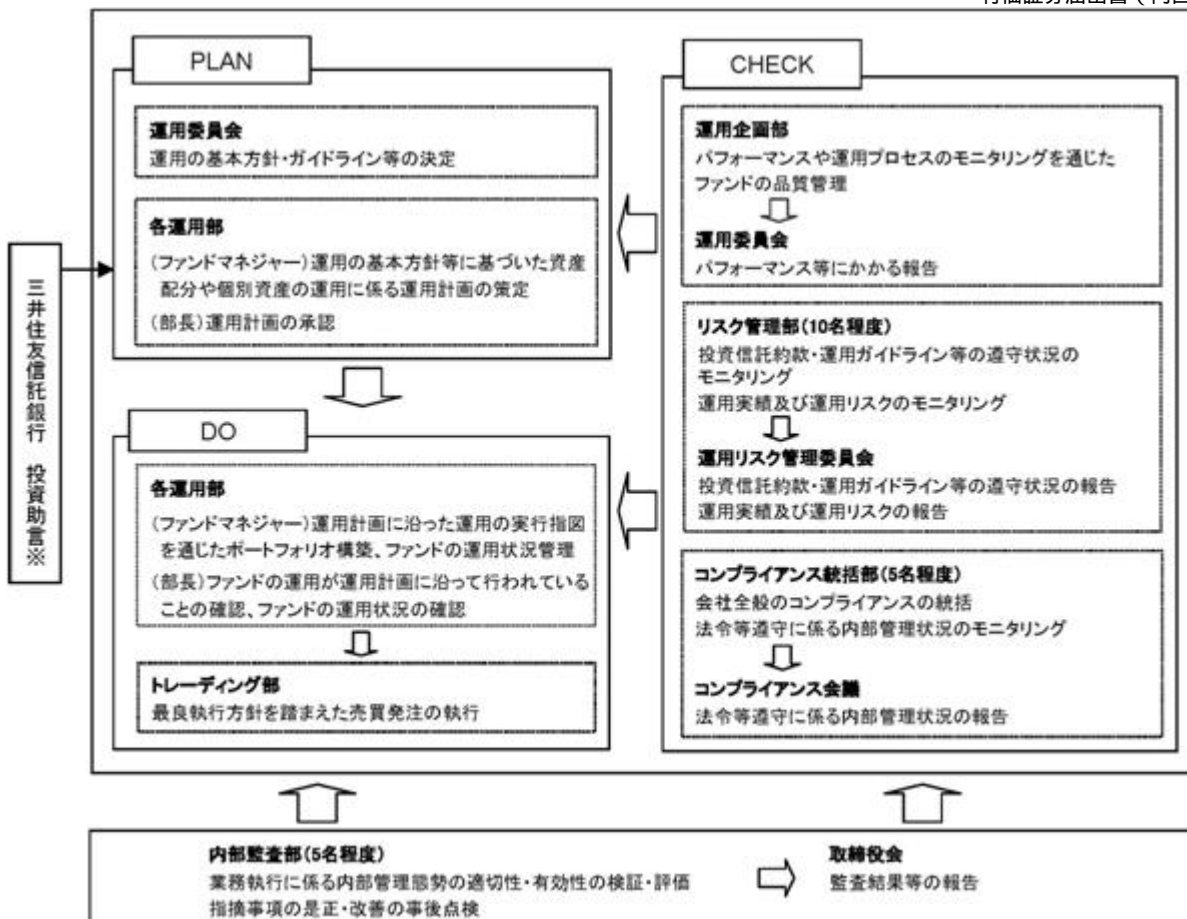 PLAN
運用委員会
運用の基本方針・ガイドライン等の決定
各運用部
(ファンドマネジャー)運用の基本方針等に基づいた資産
配分や個別資産の運用に係る運用計画の策定
(部長)運用計画の承認
三井住友信託銀行 投資助言※
DO
各運用部
(ファンドマネジャー)運用計画に沿った運用の実行指図
を通じたポートフォリオ構築、ファンドの運用状況管理
(部長)ファンドの運用が運用計画に沿って行われている
ことの確認、ファンドの運用状況の確認
トレーディング部
最良執行方針を踏まえた売買発注の執行
CHECK
運用企画部
パフォーマンスや運用プロセスのモニタリングを通じた
ファンドの品質管理
運用委員会
パフォーマンス等にかかる報告
リスク管理部(10名程度)
投資信託約款・運用ガイドライン等の遵守状況の
モニタリング
運用実績及び運用リスクのモニタリング
運用リスク管理委員会
投資信託約款・運用ガイドライン等の遵守状況の報告
運用実績及び運用リスクの報告
コンプライアンス統括部(5名程度)
会社全般のコンプライアンスの統括
法令等遵守に係る内部管理状況のモニタリング
コンプライアンス会議
法令等遵守に係る内部管理状況の報告
内部監査部(5名程度)
業務執行に係る内部管理態勢の適切性・有効性の検証・評価
指摘事項の是正・改善の事後点検
取締役会
監査結果等の報告